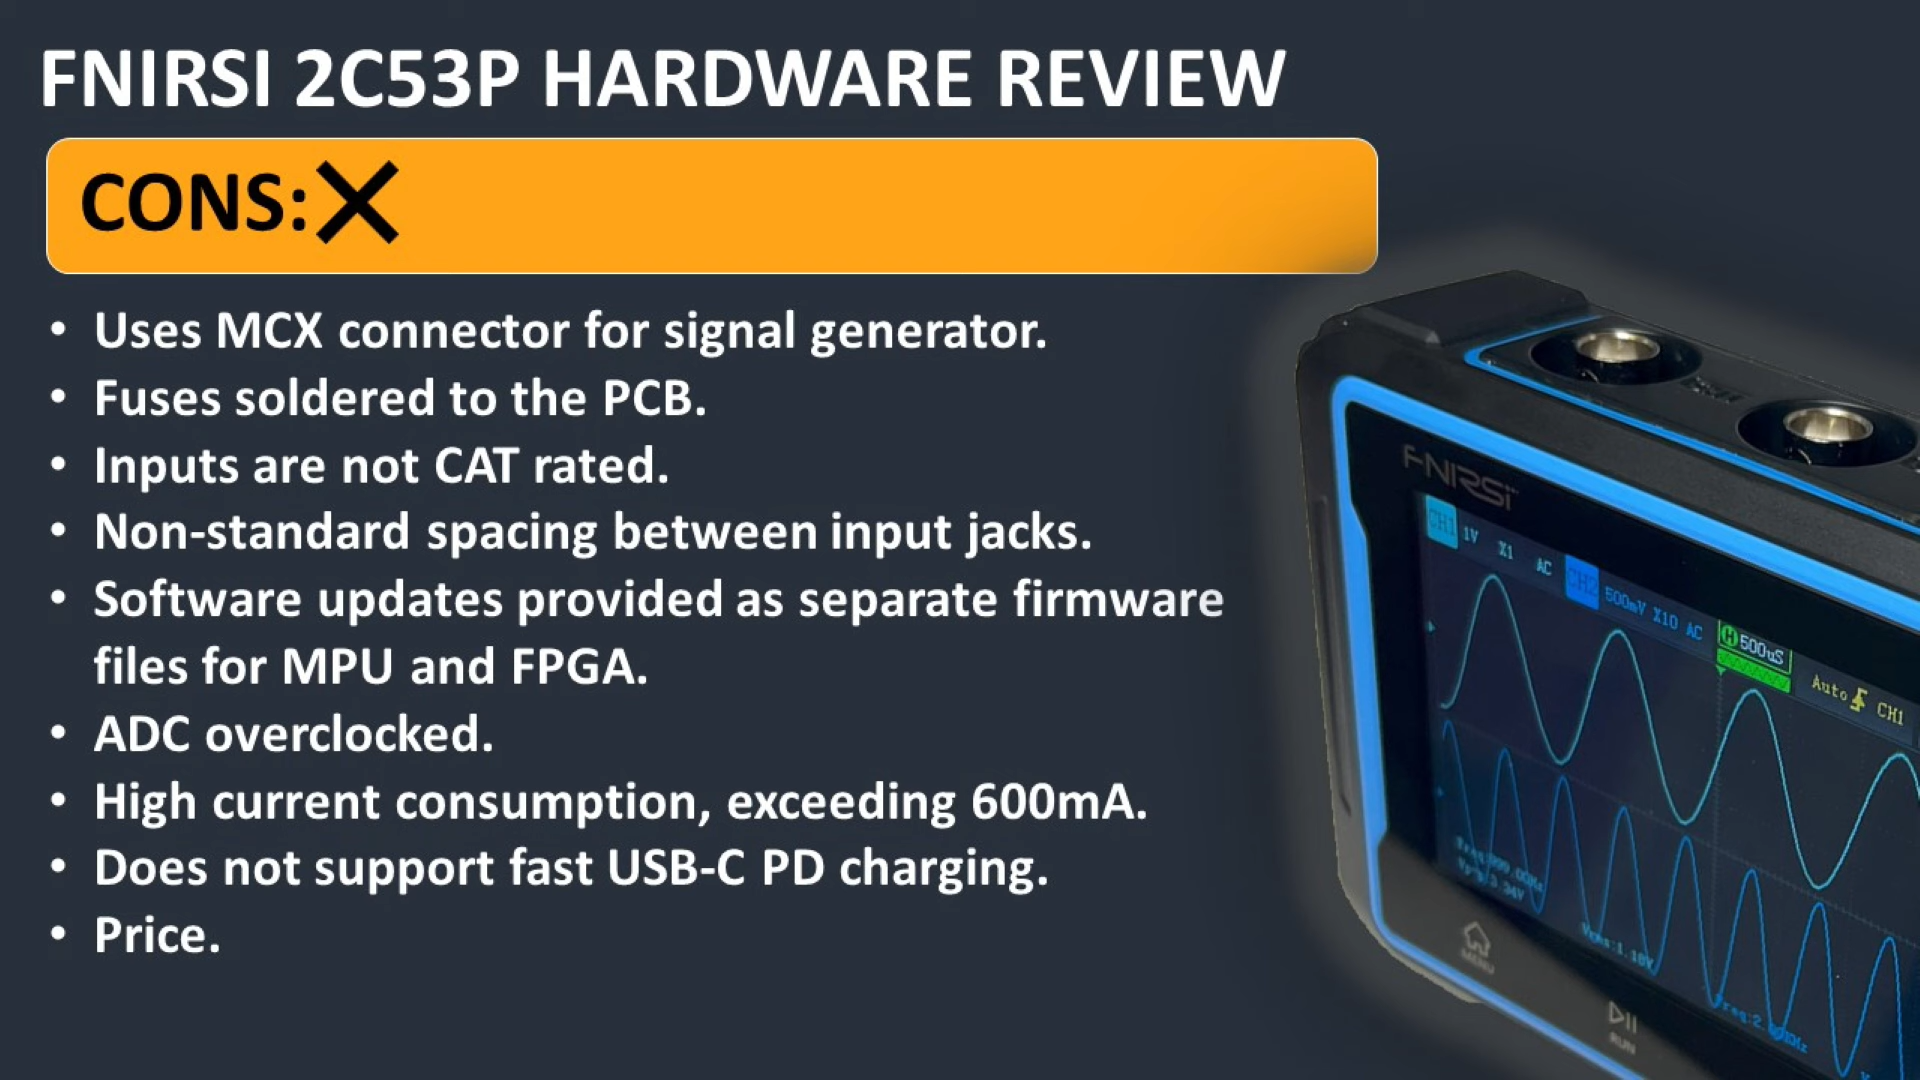 FNIRSI 2C53P HARDWARE REVIEW
CONS:
• Uses MCX connector for signal generator.
• Fuses soldered to the PCB.
• Inputs are not CAT rated.
• Non-standard spacing between input jacks.
• Software updates provided as separate firmware
files for MPU and FPGA.
• ADC overclocked.
• High current consumption, exceeding 600mA.
• Does not support fast USB-C PD charging.
• Price.
FNIRSI
CH1 1V X1 AC CH2 500mV X10 AC
H 500uS
Auto CH1
MENU
RUN